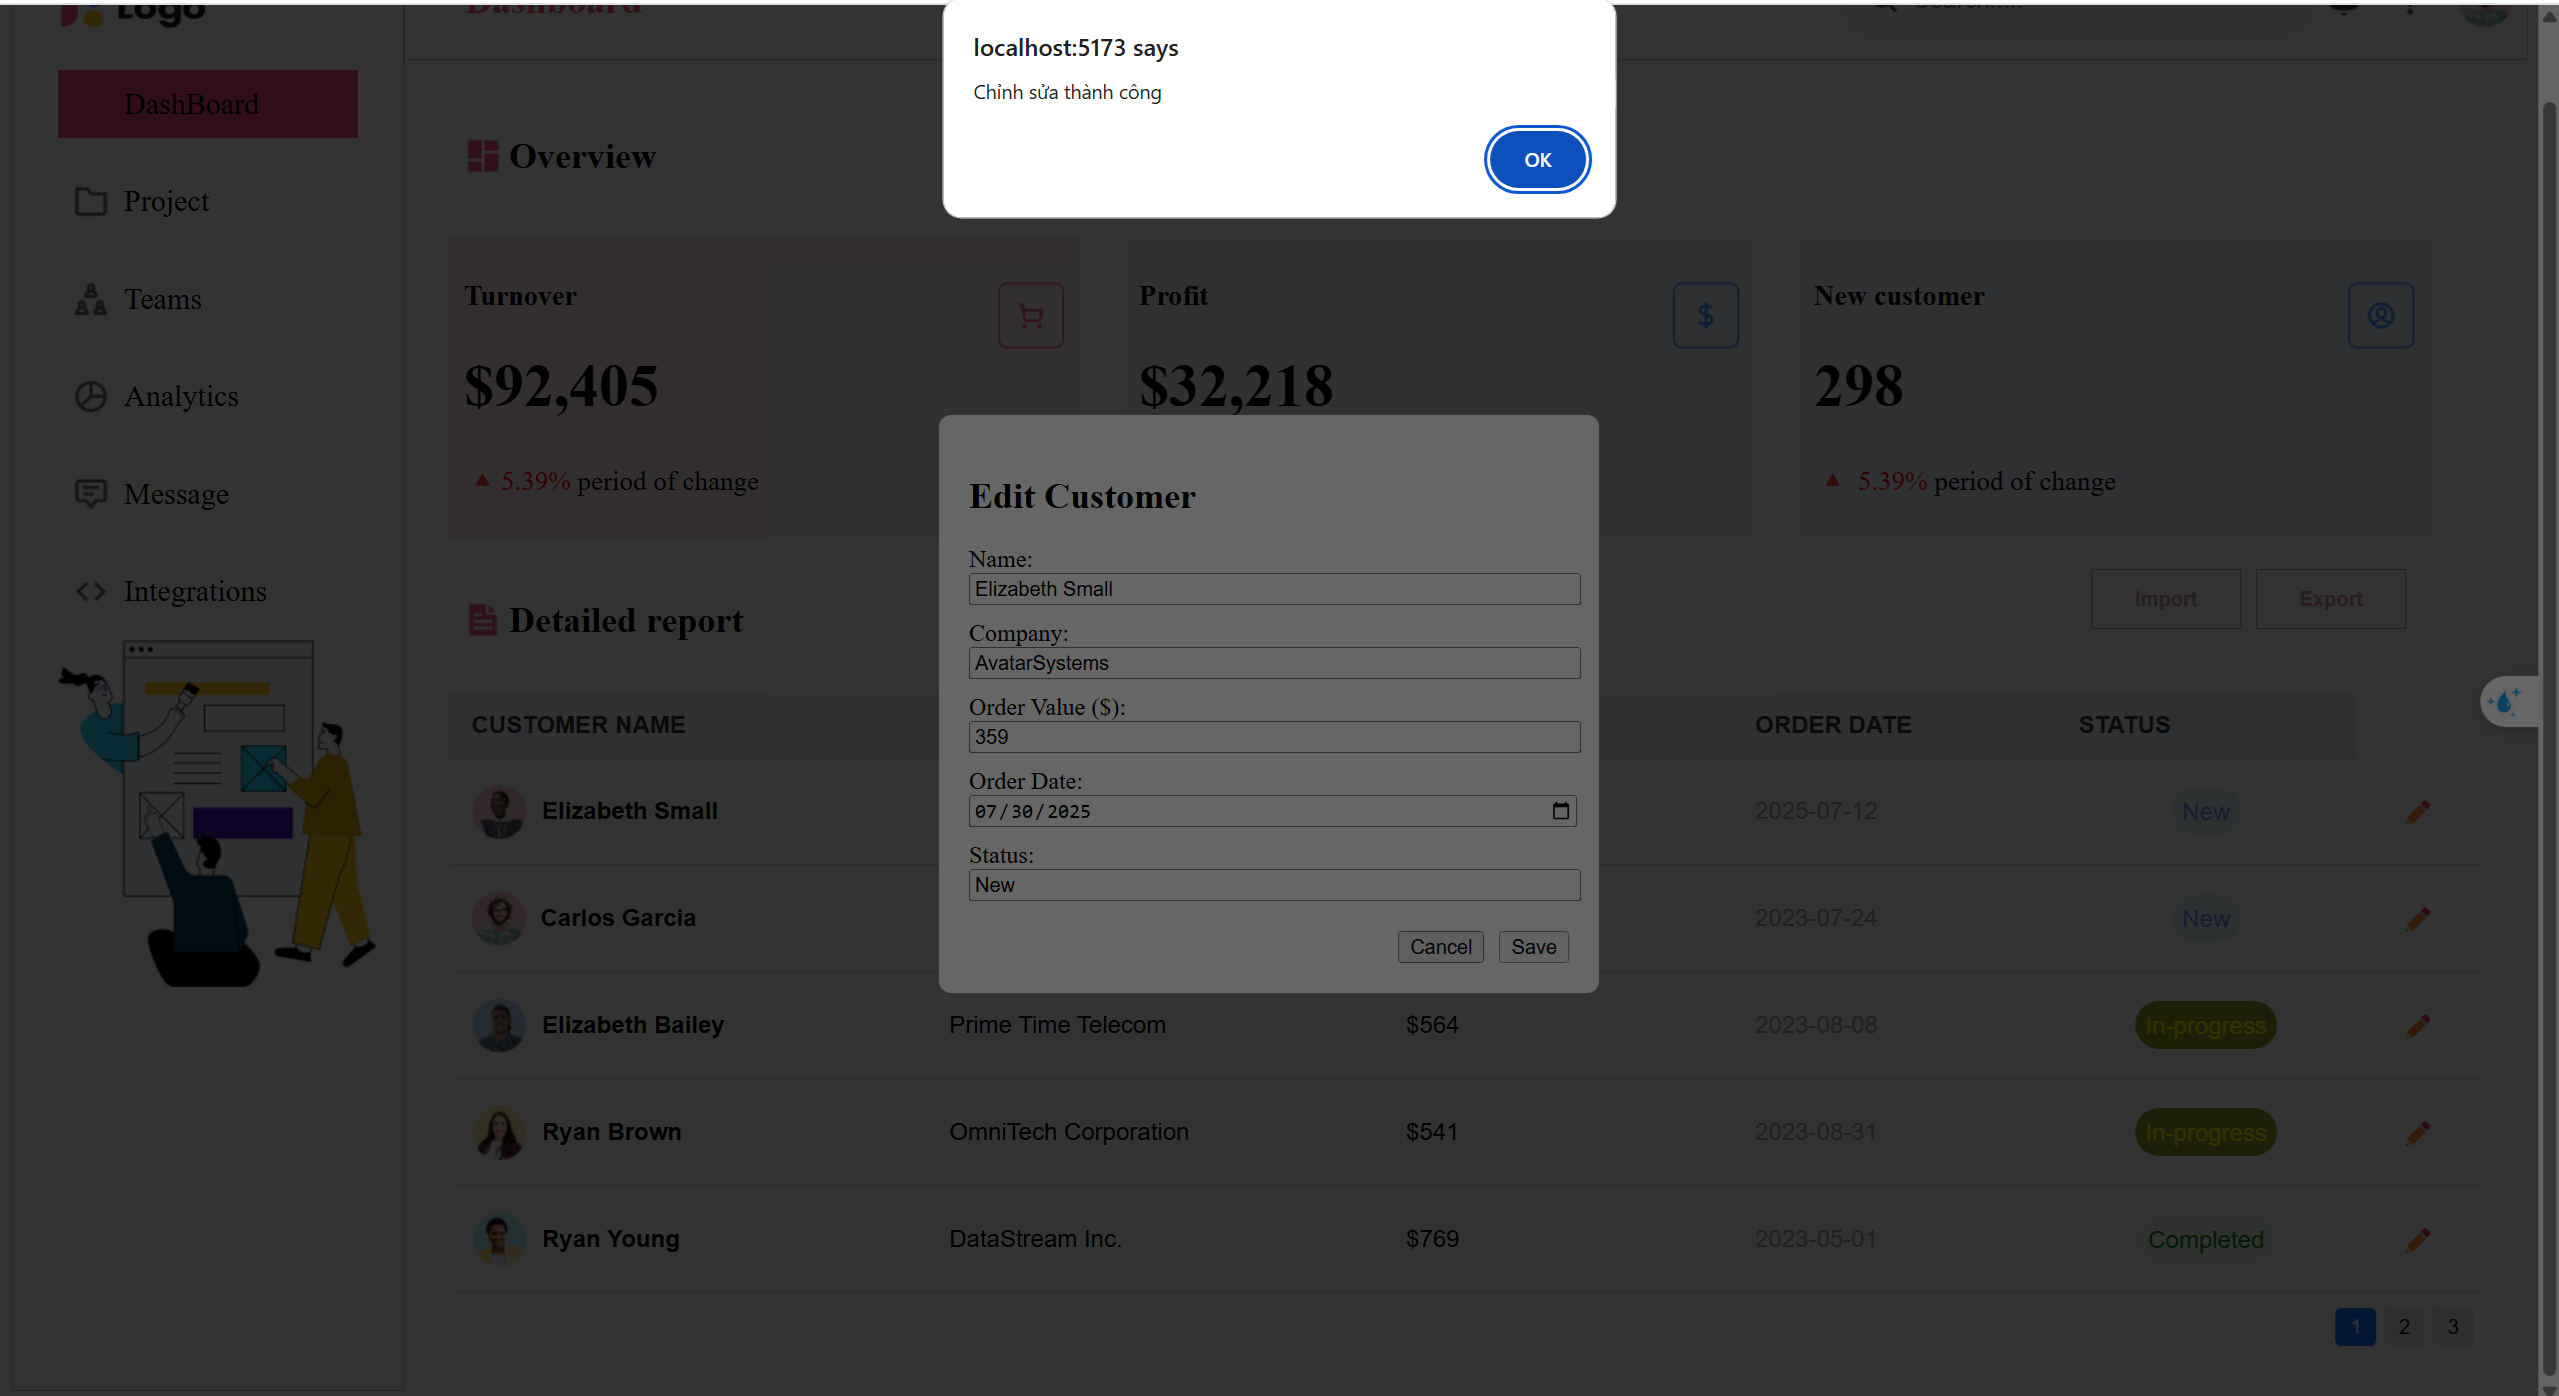 Logo
Dashboard
localhost:5173 says
Chỉnh sửa thành công
OK
DashBoard
Project
Teams
Analytics
Message
Integrations
Overview
Turnover
$92,405
5.39% period of change
Profit
$32,218
New customer
298
5.39% period of change
Detailed report
Import
Export
Edit Customer
Name:
Elizabeth Small
Company:
AvatarSystems
Order Value ($):
359
Order Date:
07/30/2025
Status:
New
Cancel
Save
CUSTOMER NAME ORDER DATE STATUS
Elizabeth Small 2025-07-12 New
Carlos Garcia 2023-07-24 New
Elizabeth Bailey Prime Time Telecom $564 2023-08-08 In-progress
Ryan Brown OmniTech Corporation $541 2023-08-31 In-progress
Ryan Young DataStream Inc. $769 2023-05-01 Completed
1 2 3